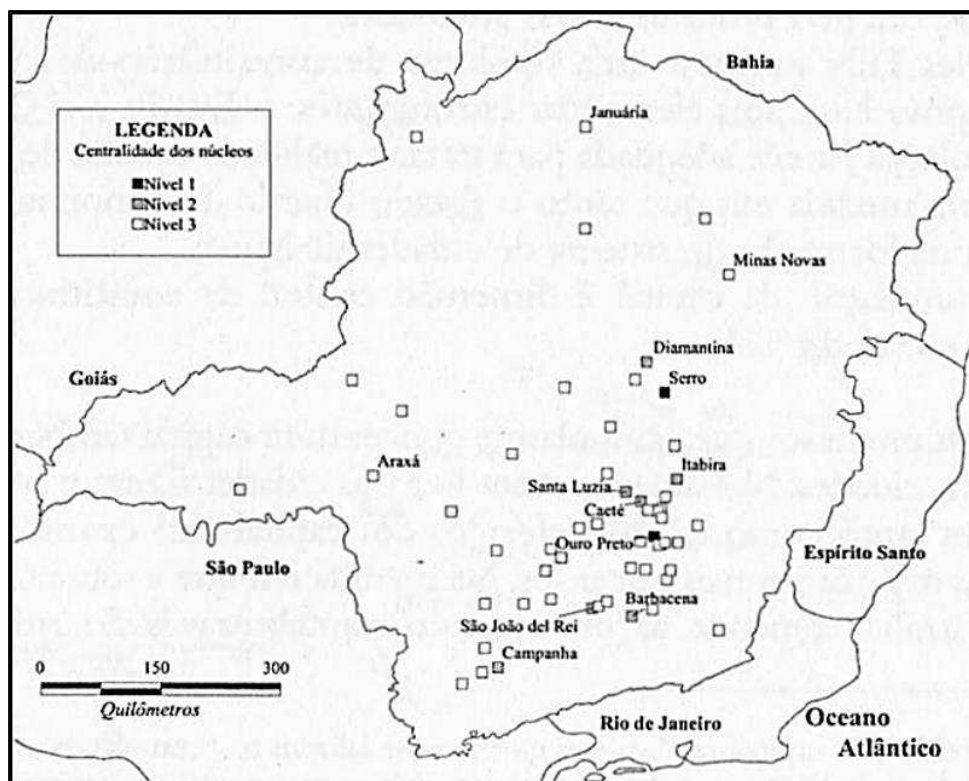 Bahia
Januária
LEGENDA
Centralidade dos núcleos
Nível 1
Nível 2
Nível 3
Minas Novas
Diamantina
Goiás
Serro
Araxá
Itabira
Santa Luzia
Caeté
Ouro Preto
São Paulo
Espírito Santo
Barbacena
São João del Rei
Campanha
0 150 300
Quilômetros
Rio de Janeiro
Oceano
Atlântico